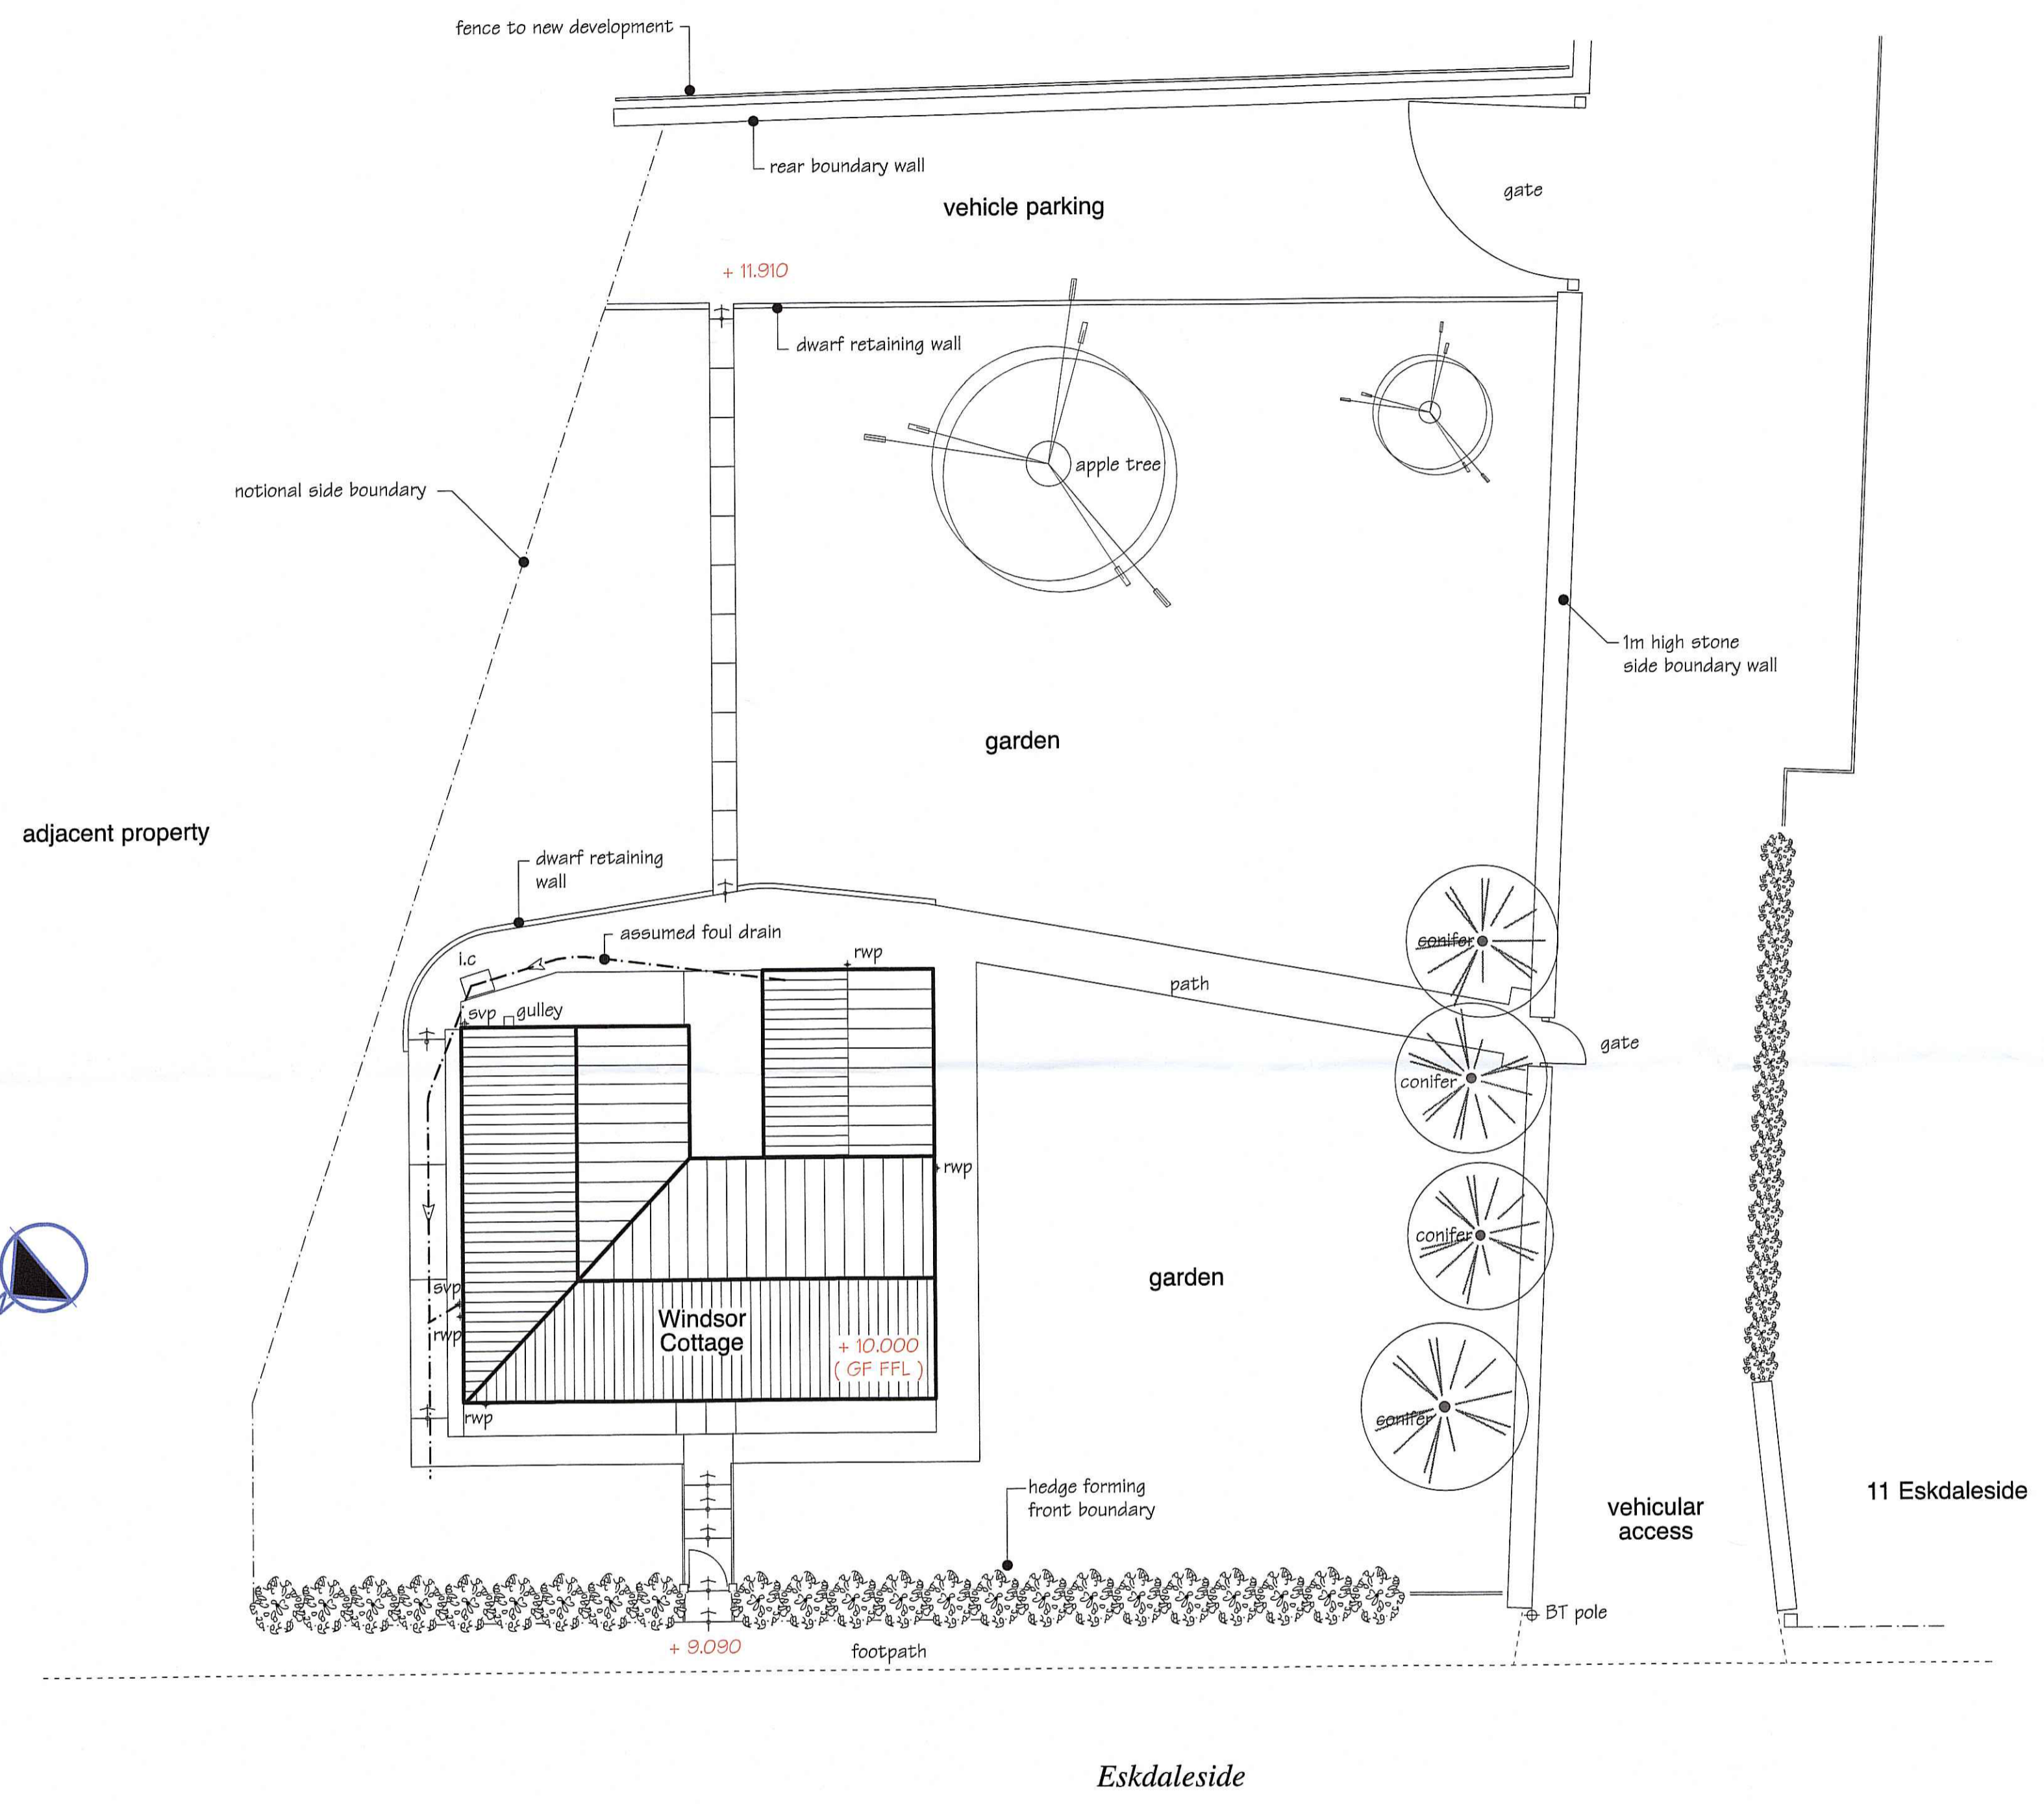 fence to new development
rear boundary wall
vehicle parking
gate
+ 11.910
dwarf retaining wall
apple tree
notional side boundary
1m high stone
side boundary wall
garden
adjacent property
dwarf retaining
wall
assumed foul drain
conifer
rwp
i.c
path
svp
gulley
gate
conifer
rwp
conifer
garden
svp
Windsor
Cottage
rwp
+ 10.000
( GF FFL )
rwp
conifer
hedge forming
front boundary
11 Eskdaleside
vehicular
access
BT pole
+ 9.090
footpath
Eskdaleside